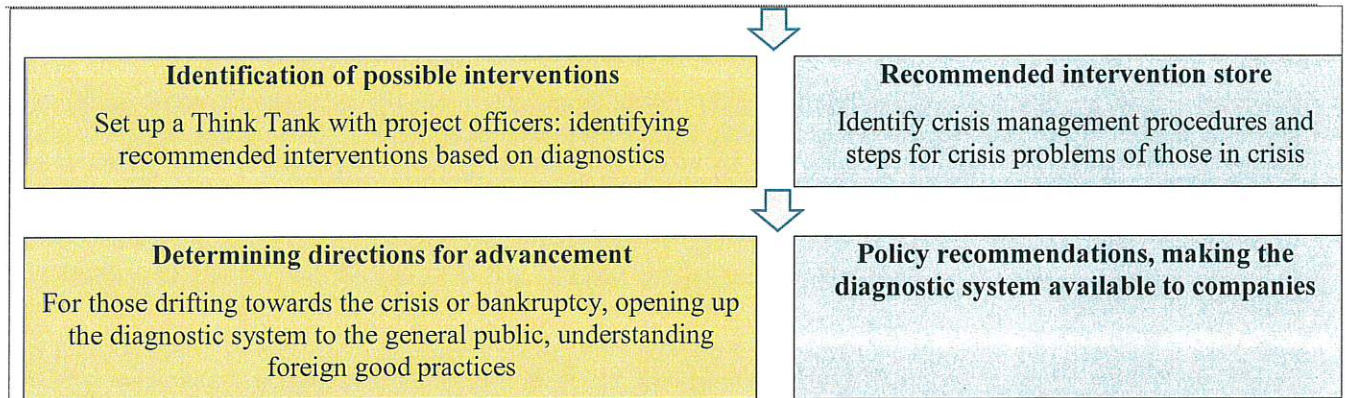 Identification of possible interventions
Set up a Think Tank with project officers: identifying
recommended interventions based on diagnostics
Recommended intervention store
Identify crisis management procedures and
steps for crisis problems of those in crisis
Determining directions for advancement
For those drifting towards the crisis or bankruptcy, opening up
the diagnostic system to the general public, understanding
foreign good practices
Policy recommendations, making the
diagnostic system available to companies